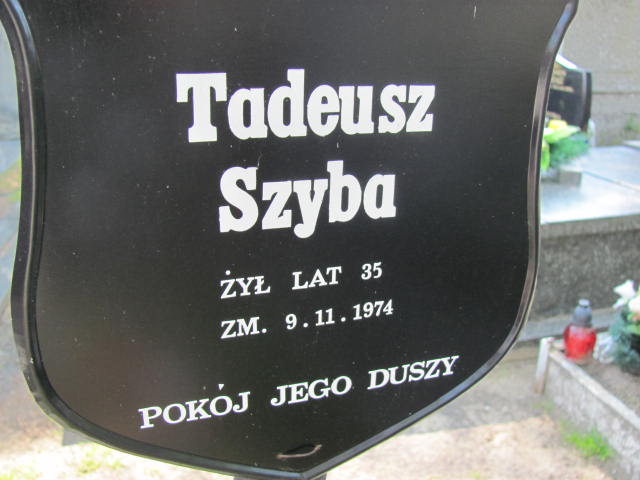 Tadeusz
Szyba
ŻYŁ LAT 35
ZM. 9.11.1974
POKÓJ JEGO DUSZY